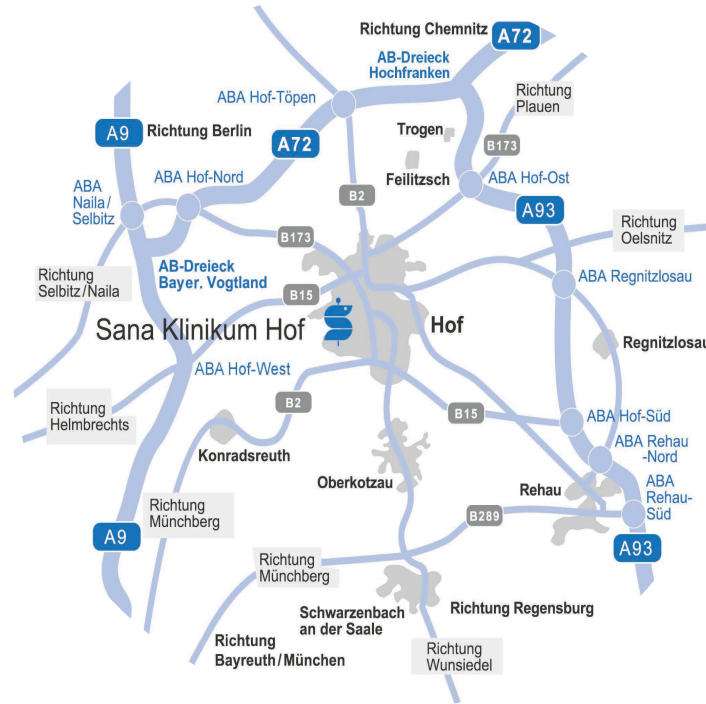 Richtung Chemnitz
A72
AB-Dreieck
Hochfranken
ABA Hof-Töpen
Richtung
Plauen
A9
Richtung Berlin
A72
Trogen
B173
Feilitzsch
ABA
Naila/
Selbitz
ABA Hof-Nord
B2
ABA Hof-Ost
A93
Richtung
Oelsnitz
B173
Richtung
Selbitz/Naila
AB-Dreieck
Bayer. Vogtland
ABA Regnitzlosau
B15
Sana Klinikum Hof
Hof
Regnitzlosau
ABA Hof-West
Richtung
Helmbrechts
B2
B15
ABA Hof-Süd
Konradsreuth
ABA Rehau
-Nord
Oberkotzau
Rehau
ABA
Rehau-
Süd
Richtung
Münchberg
B289
A9
A93
Richtung
Münchberg
Schwarzenbach
an der Saale
Richtung Regensburg
Richtung
Bayreuth/München
Richtung
Wunsiedel